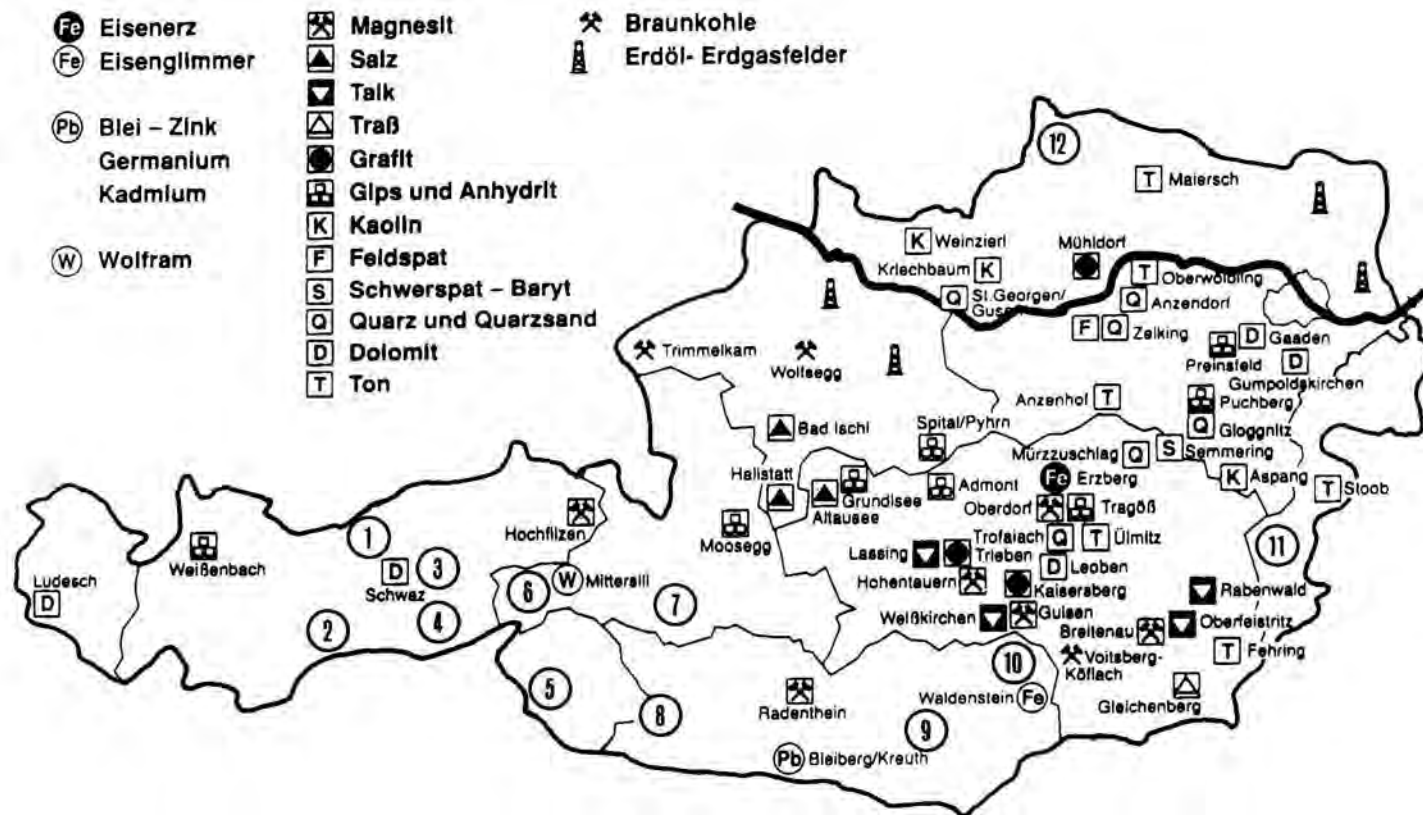 Fe Eisenerz
Fe Eisenglimmer
Pb Blei – Zink
Germanium
Kadmium
W Wolfram
Magnesit
Salz
Talk
Traß
Grafit
Gips und Anhydrit
K Kaolin
F Feldspat
S Schwerspat – Baryt
Q Quarz und Quarzsand
D Dolomit
T Ton
Braunkohle
Erdöl- Erdgasfelder
12
T Maiersch
K Weinzierl
Mühldorf
Kriechbaum K
T Oberwölbling
Q St.Georgen/
Gusen
Q Anzendorf
F Q Zelking
D Gaaden
Preinsfeld
D
Gumpoldskirchen
Trimmelkam
Wolfsegg
Puchberg
Anzenhof T
Q Gloggnitz
Bad Ischl
Spital/Pyhrn
Mürzzuschlag Q
S Semmering
Hallstatt
Grundlsee
Altaussee
Admont
Fe Erzberg
K Aspang
T Stoob
Oberdorf
Tragöß
Hochfilzen
Moosegg
Trofaiach Q
T Ülmitz
1
Weißenbach
Lassing
Trieben
11
Ludesch
D
D
Schwaz
3
6
W Mittersill
7
Hohentauern
D Leoben
Kaisersberg
Rabenwald
2
4
Weißkirchen
Gulsen
Breitenau
Oberfeistritz
T Fehring
10
Voitsberg-
Köflach
5
8
Radenthein
9
Waldenstein Fe
Gleichenberg
Pb Bleiberg/Kreuth